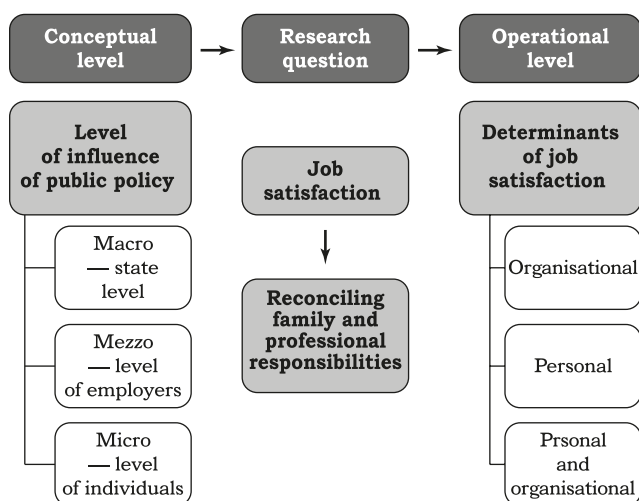 Conceptual
level
Research
question
Operational
level
Level
of influence
of public policy
Macro
— state
level
Mezzo
— level
of employers
Micro
— level
of individuals
Job
satisfaction
Reconciling
family and
professional
responsibilities
Determinants
of job
satisfaction
Organisational
Personal
Prsonal
and
organisational